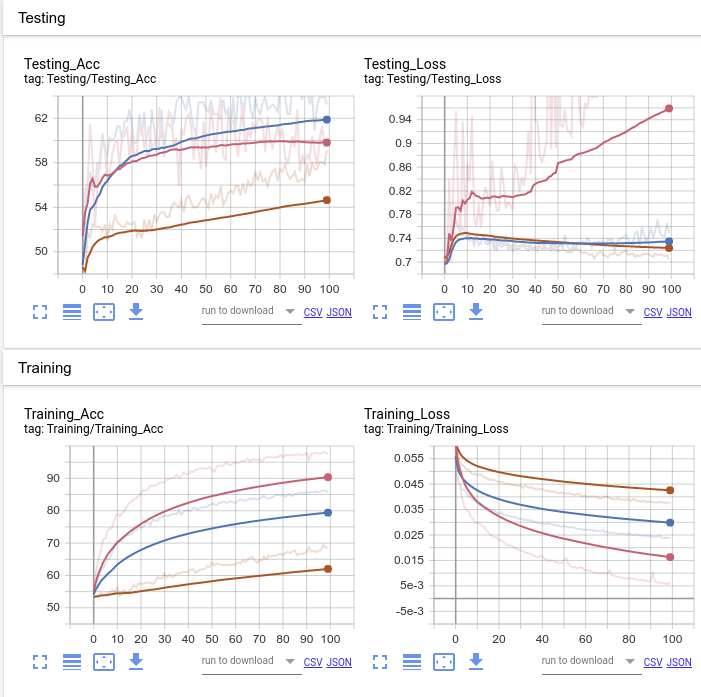 Testing
Testing_Acc
tag: Testing/Testing_Acc
62
58
54
50
0 10 20 30 40 50 60 70 80 90 100
run to download CSV JSON
Testing_Loss
tag: Testing/Testing_Loss
0.94
0.9
0.86
0.82
0.78
0.74
0.7
0 10 20 30 40 50 60 70 80 90 100
run to download CSV JSON
Training
Training_Acc
tag: Training/Training_Acc
90
80
70
60
50
0 10 20 30 40 50 60 70 80 90 100
run to download CSV JSON
Training_Loss
tag: Training/Training_Loss
0.055
0.045
0.035
0.025
0.015
5e-3
-5e-3
0 20 40 60 80 100
run to download CSV JSON